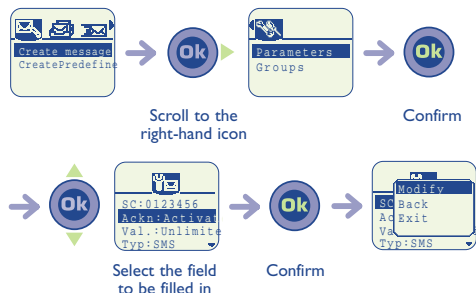 Create message
CreatePredefine
Ok
Parameters
Groups
Ok
Scroll to the
right-hand icon
Confirm
Ok
SC:0123456
Ackn:Activat
Val.:Unlimite
Typ:SMS
Ok
SC
Ac
Va
Typ:SMS
Modify
Back
Exit
Select the field
to be filled in
Confirm